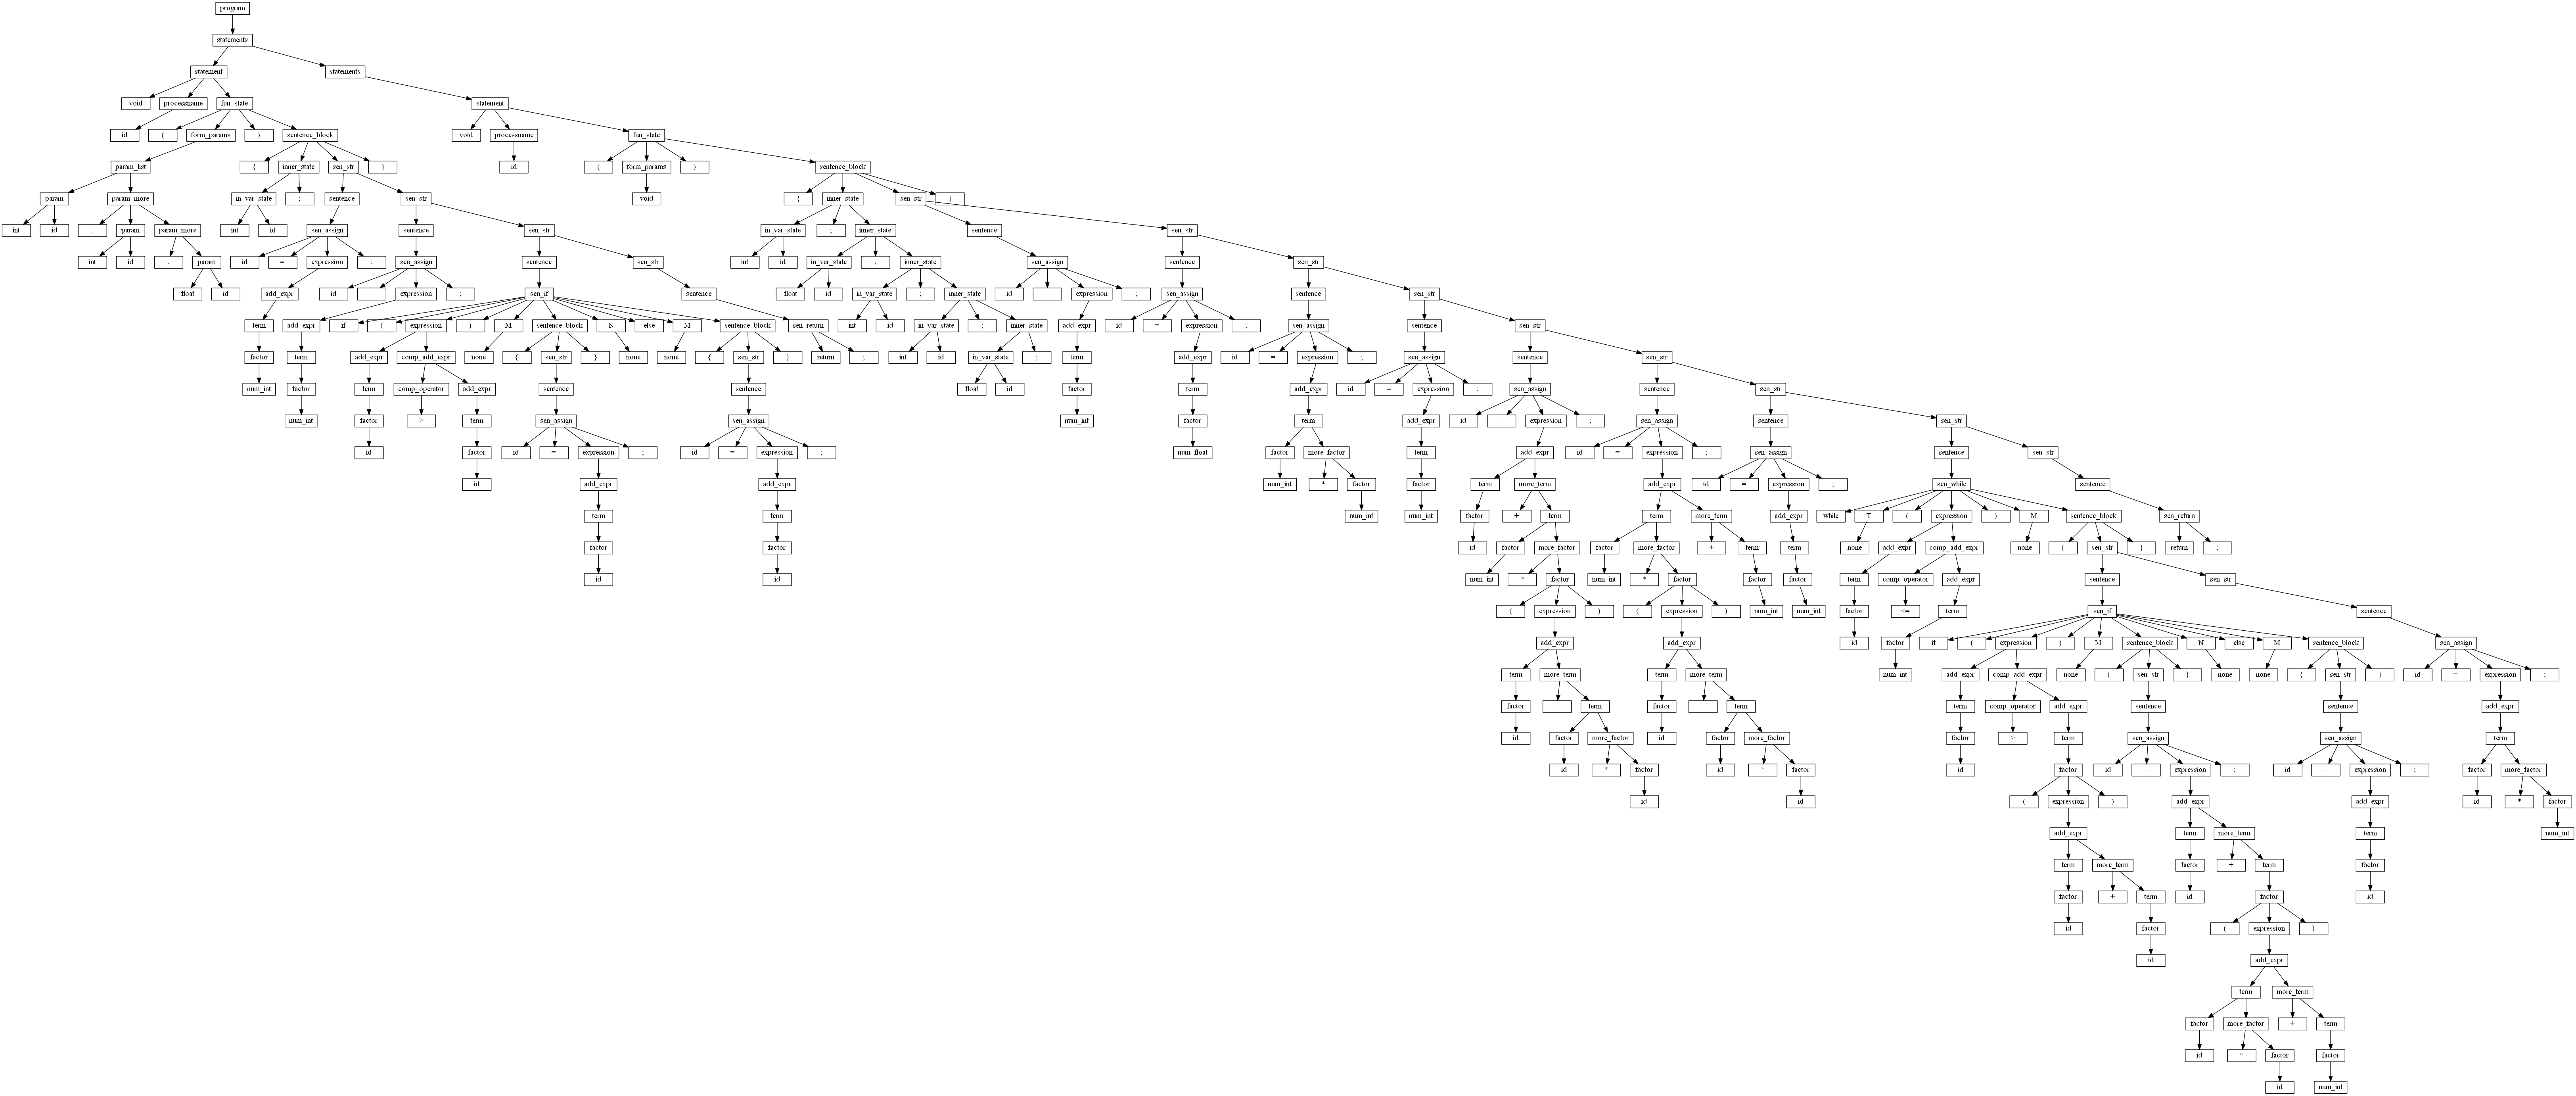 program
statements
statement statements
void processname fun_state statement
id ( form_params ) sentence_block void processname fun_state
param_list { inner_state sen_str } id ( form_params ) sentence_block
param param_more in_var_state ; sentence sen_str void { inner_state sen_str }
int id , param param_more int id sen_assign sentence sen_str in_var_state ; inner_state sentence sen_str
int id , param id = expression ; sen_assign sentence sen_str int id in_var_state ; inner_state sen_assign sentence sen_str
float id add_expr id = expression ; sen_if sentence float id in_var_state ; inner_state id = expression ; sen_assign sentence sen_str
term add_expr if ( expression ) M sentence_block N else M sentence_block sen_return int id in_var_state ; inner_state add_expr id = expression ; sen_assign sentence sen_str
factor term add_expr comp_add_expr none { sen_str } none none { sen_str } return ; int id in_var_state ; term add_expr id = expression ; sen_assign sentence sen_str
num_int factor term comp_operator add_expr sentence sentence float id factor term add_expr id = expression ; sen_assign sentence sen_str
num_int factor > term sen_assign sen_assign num_int factor term add_expr id = expression ; sen_assign sentence sen_str
id factor id = expression ; id = expression ; num_float factor more_factor term add_expr id = expression ; sen_assign sentence sen_str
id add_expr add_expr num_int * factor factor term more_term add_expr id = expression ; sen_while sentence
term term num_int num_int factor + term term more_term add_expr while T ( expression ) M sentence_block sen_return
factor factor id factor more_factor factor more_factor + term term none add_expr comp_add_expr none { sen_str } return ;
id id num_int * factor num_int * factor factor factor term comp_operator add_expr sentence sen_str
( expression ) ( expression ) num_int num_int factor <= term sen_if sentence
add_expr add_expr id factor if ( expression ) M sentence_block N else M sentence_block sen_assign
term more_term term more_term num_int add_expr comp_add_expr none { sen_str } none none { sen_str } id = expression ;
factor + term factor + term term comp_operator add_expr sentence sentence add_expr
id factor more_factor id factor more_factor factor > term sen_assign sen_assign term
id * factor id * factor id factor id = expression ; id = expression ; factor more_factor
id id ( expression ) add_expr add_expr id * factor
add_expr term more_term term num_int
term more_term factor + term factor
factor + term id factor id
id factor ( expression )
id add_expr
term more_term
factor more_factor + term
id * factor factor
id num_int